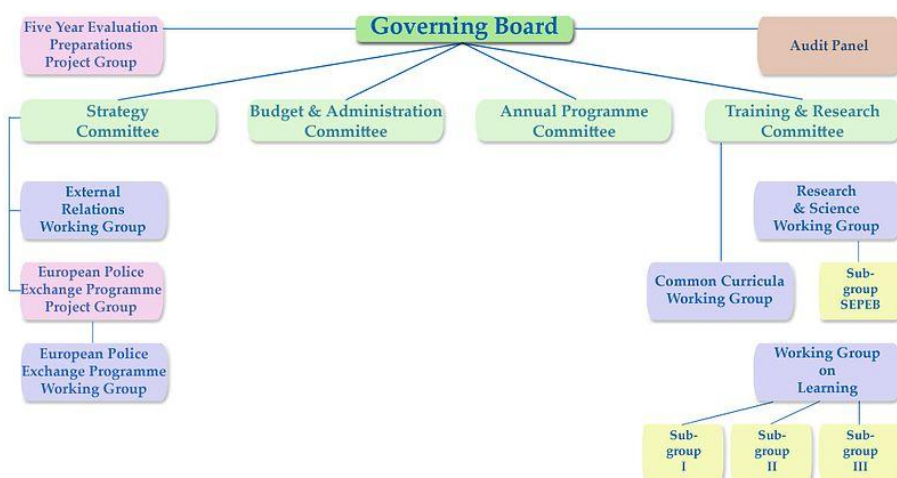 Governing Board
Five Year Evaluation
Preparations
Project Group
Audit Panel
Strategy
Committee
Budget & Administration
Committee
Annual Programme
Committee
Training & Research
Committee
External
Relations
Working Group
Research
& Science
Working Group
European Police
Exchange Programme
Project Group
Common Curricula
Working Group
Sub-
group
SEPEB
European Police
Exchange Programme
Working Group
Working Group
on
Learning
Sub-
group
I
Sub-
group
II
Sub-
group
III